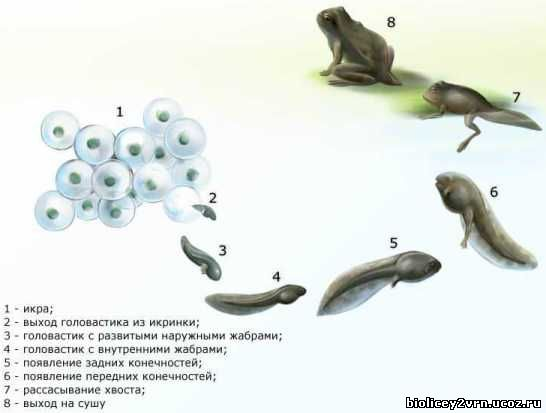 8
7
1
6
2
5
3
4
1 - икра;
2 - выход головастика из икринки;
3 - головастик с развитыми наружными жабрами;
4 - головастик с внутренними жабрами;
5 - появление задних конечностей;
6 - появление передних конечностей;
7 - рассасывание хвоста;
8 - выход на сушу
biolicey2vrn.ucoz.ru